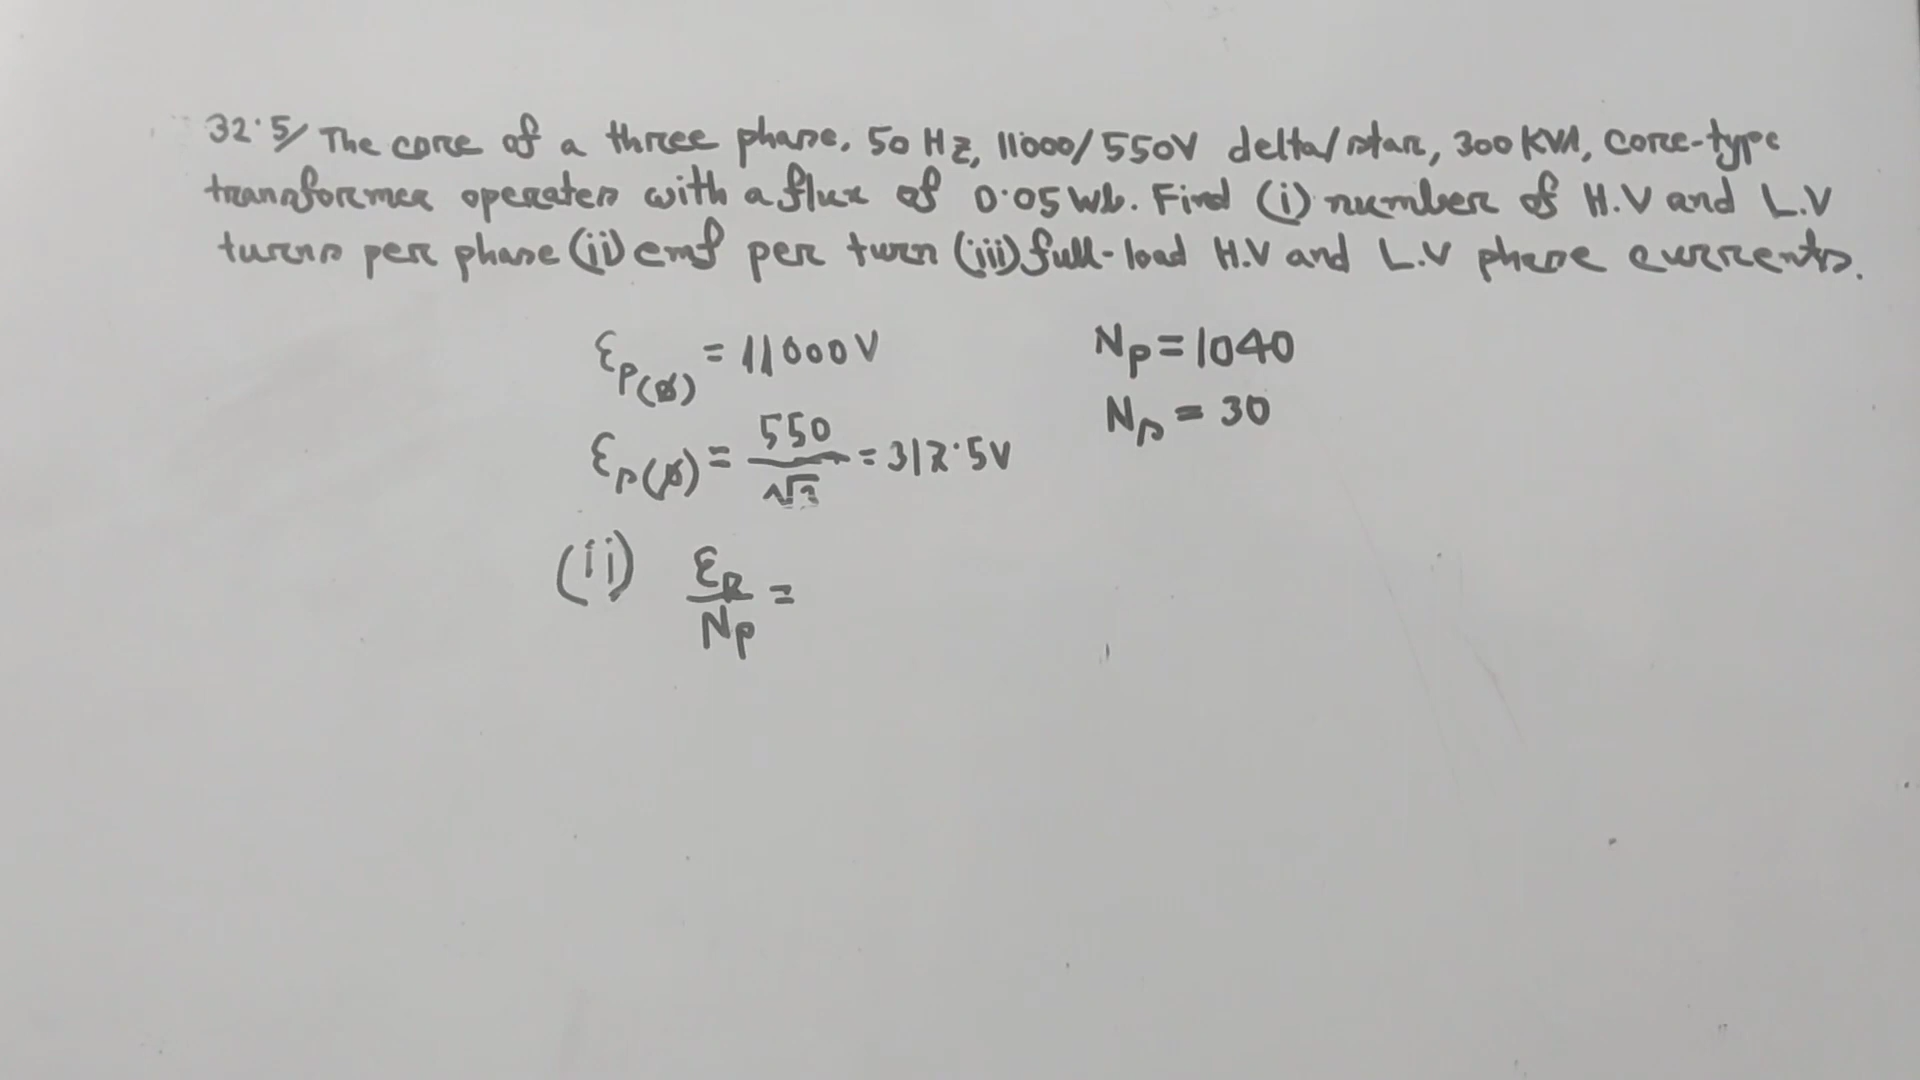 32.5/ The core of a three phase, 50 Hz, 11000/550V delta/star, 300 KVA, core-type
transformer operates with a flux of 0.05 Wb. Find (i) number of H.V and L.V
turns per phase (ii) emf per turn (iii) full-load H.V and L.V phase currents.
Ep(ø) = 11000 V
Np = 1040
Es(ø) = 550/√3 = 317.5V
Ns = 30
(ii) Ep/Np =